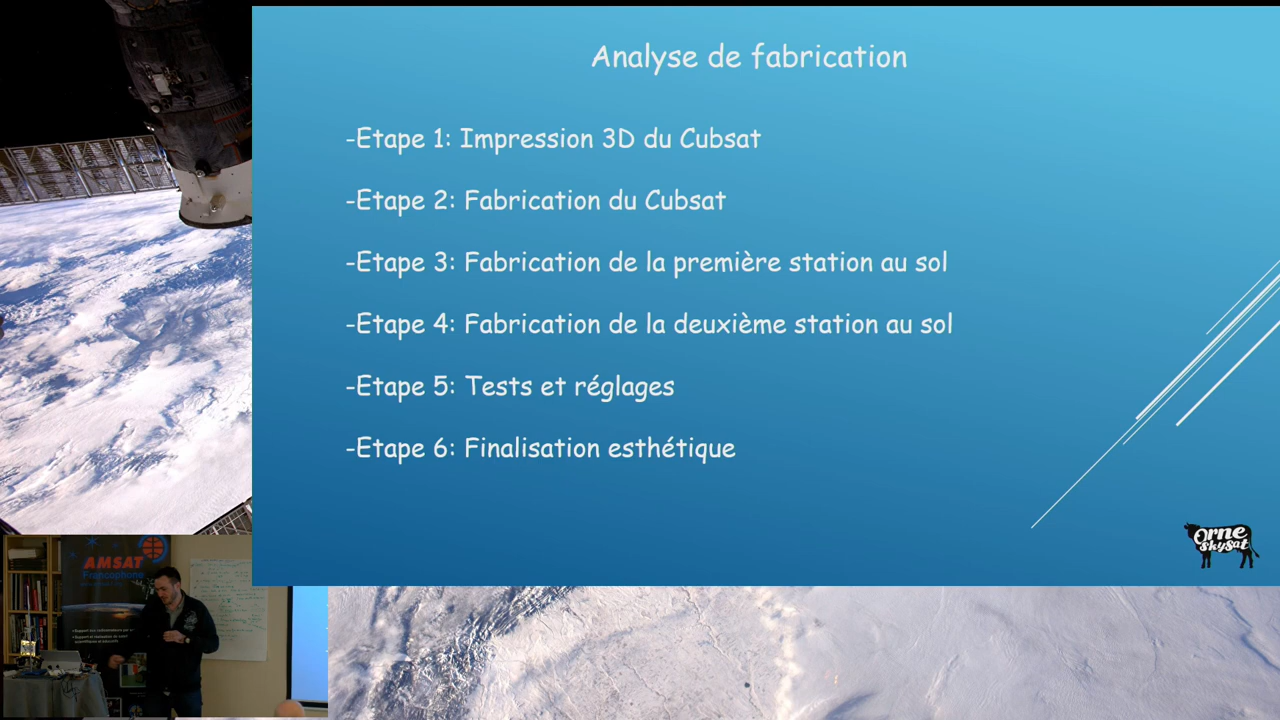 Analyse de fabrication
-Etape 1: Impression 3D du Cubsat
-Etape 2: Fabrication du Cubsat
-Etape 3: Fabrication de la première station au sol
-Etape 4: Fabrication de la deuxième station au sol
-Etape 5: Tests et réglages
-Etape 6: Finalisation esthétique
Orne
SkySat
AMSAT
Francophone